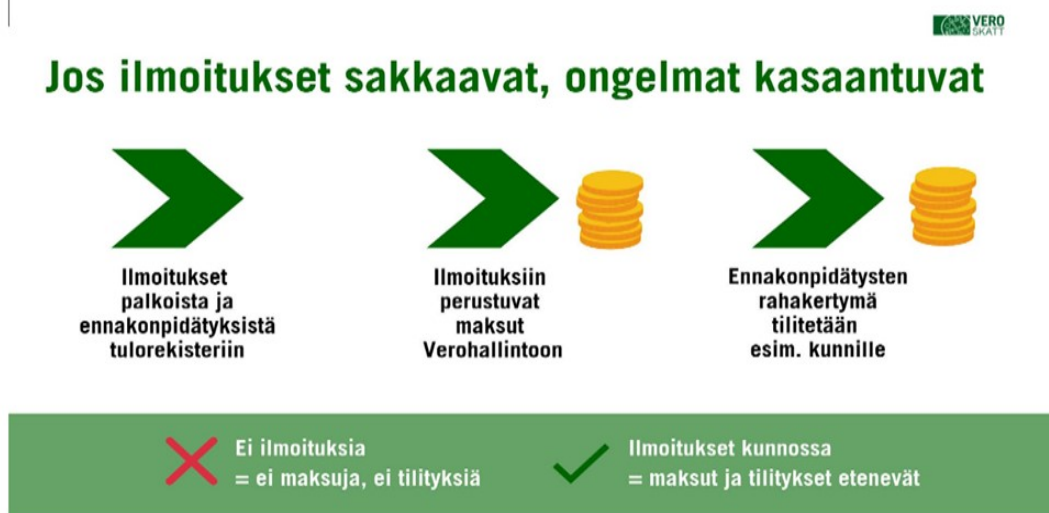 VERO
SKATT
Jos ilmoitukset sakkaavat, ongelmat kasaantuvat
Ilmoitukset
palkoista ja
ennakonpidätyksistä
tulorekisteriin
Ilmoituksiin
perustuvat
maksut
Verohallintoon
Ennakonpidätysten
rahakertymä
tilitetään
esim. kunnille
Ei ilmoituksia
= ei maksuja, ei tilityksiä
Ilmoitukset kunnossa
= maksut ja tilitykset etenevät